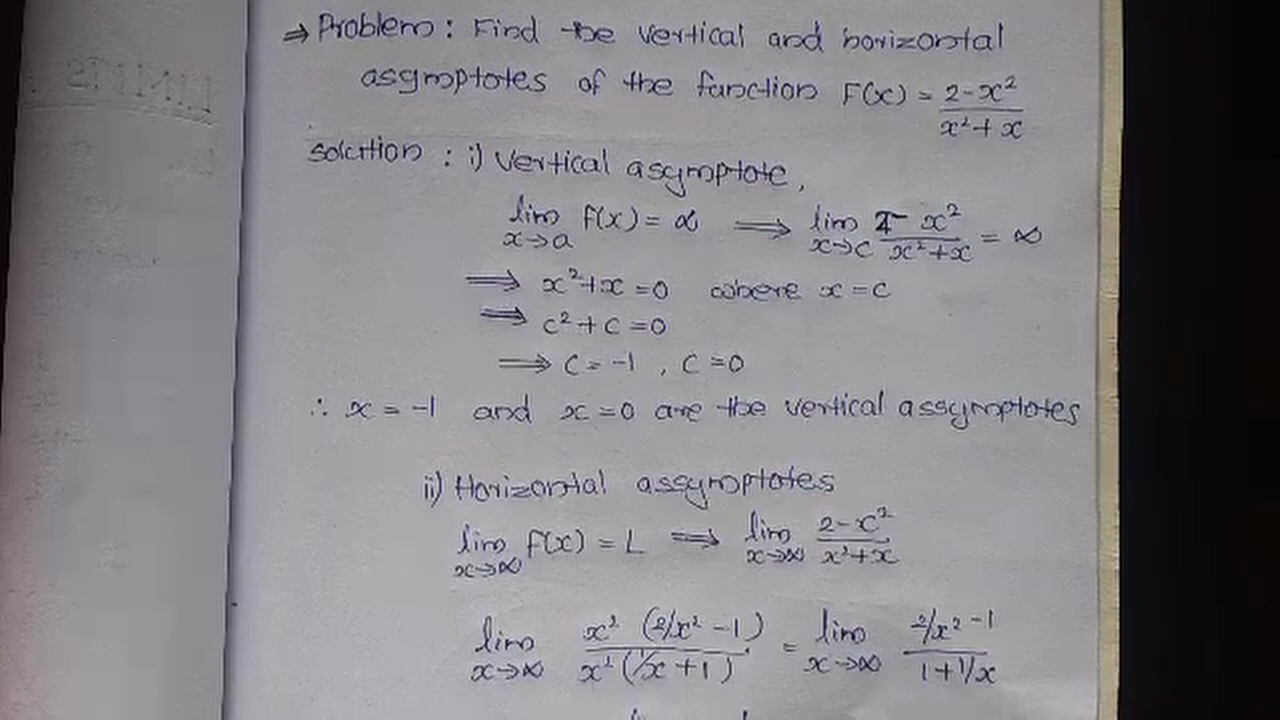 ⇒ Problem : Find the vertical and horizontal
asymptotes of the function F(x) = 2-x² / x²+x
Solution : i) Vertical asymptote,
lim x→a f(x) = ∞ ⟹ lim x→c 2-x² / x²+x = ∞
⟹ x²+x = 0 where x = c
⟹ c² + c = 0
⟹ c = -1 , c = 0
∴ x = -1 and x = 0 are the vertical assymptotes
ii) Horizontal assymptotes
lim x→∞ f(x) = L ⟹ lim x→∞ 2-x² / x²+x
lim x→∞ x² (2/x² - 1) / x² (1/x + 1) = lim x→∞ 2/x² - 1 / 1 + 1/x